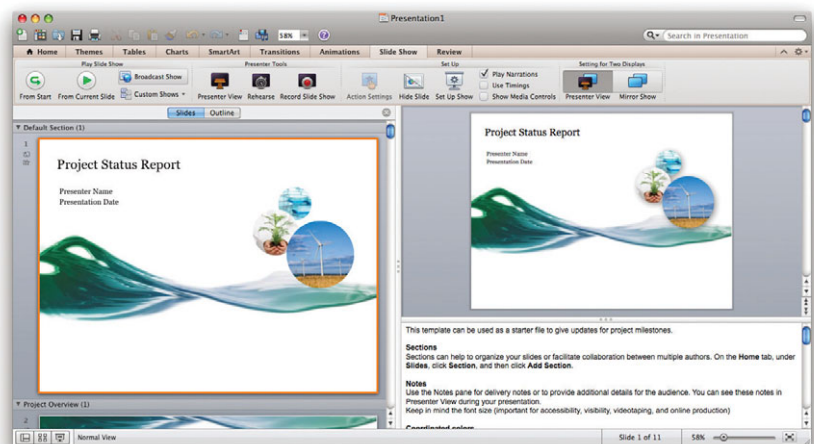 Presentation1
58%
Search in Presentation
Home Themes Tables Charts SmartArt Transitions Animations Slide Show Review
Play Slide Show Presenter Tools Set Up Setting for Two Displays
Broadcast Show
Custom Shows
Play Narrations
Use Timings
Show Media Controls
From Start From Current Slide Presenter View Rehearse Record Slide Show Action Settings Hide Slide Set Up Show Presenter View Mirror Show
Slides Outline
Default Section (1)
1
Project Status Report
Presenter Name
Presentation Date
Project Overview (1)
2
Project Status Report
Presenter Name
Presentation Date
This template can be used as a starter file to give updates for project milestones.
Sections
Sections can help to organize your slides or facilitate collaboration between multiple authors. On the Home tab, under
Slides, click Section, and then click Add Section.
Notes
Use the Notes pane for delivery notes or to provide additional details for the audience. You can see these notes in
Presenter View during your presentation.
Keep in mind the font size (important for accessibility, visibility, videotaping, and online production)
Coordinated colors
Normal View Slide 1 of 11 58%